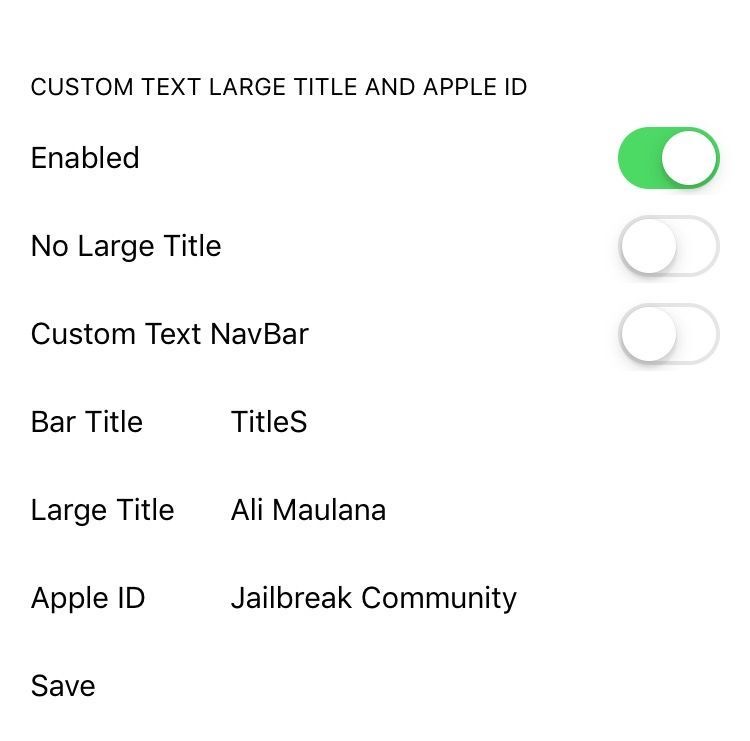 CUSTOM TEXT LARGE TITLE AND APPLE ID
Enabled
No Large Title
Custom Text NavBar
Bar Title TitleS
Large Title Ali Maulana
Apple ID Jailbreak Community
Save